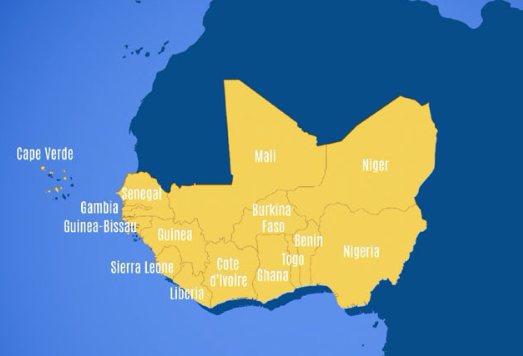 Mali
Niger
Cape Verde
Senegal
Gambia
Burkina
Faso
Guinea-Bissau
Guinea
Benin
Nigeria
Togo
Sierra Leone
Cote
d'Ivoire
Ghana
Liberia